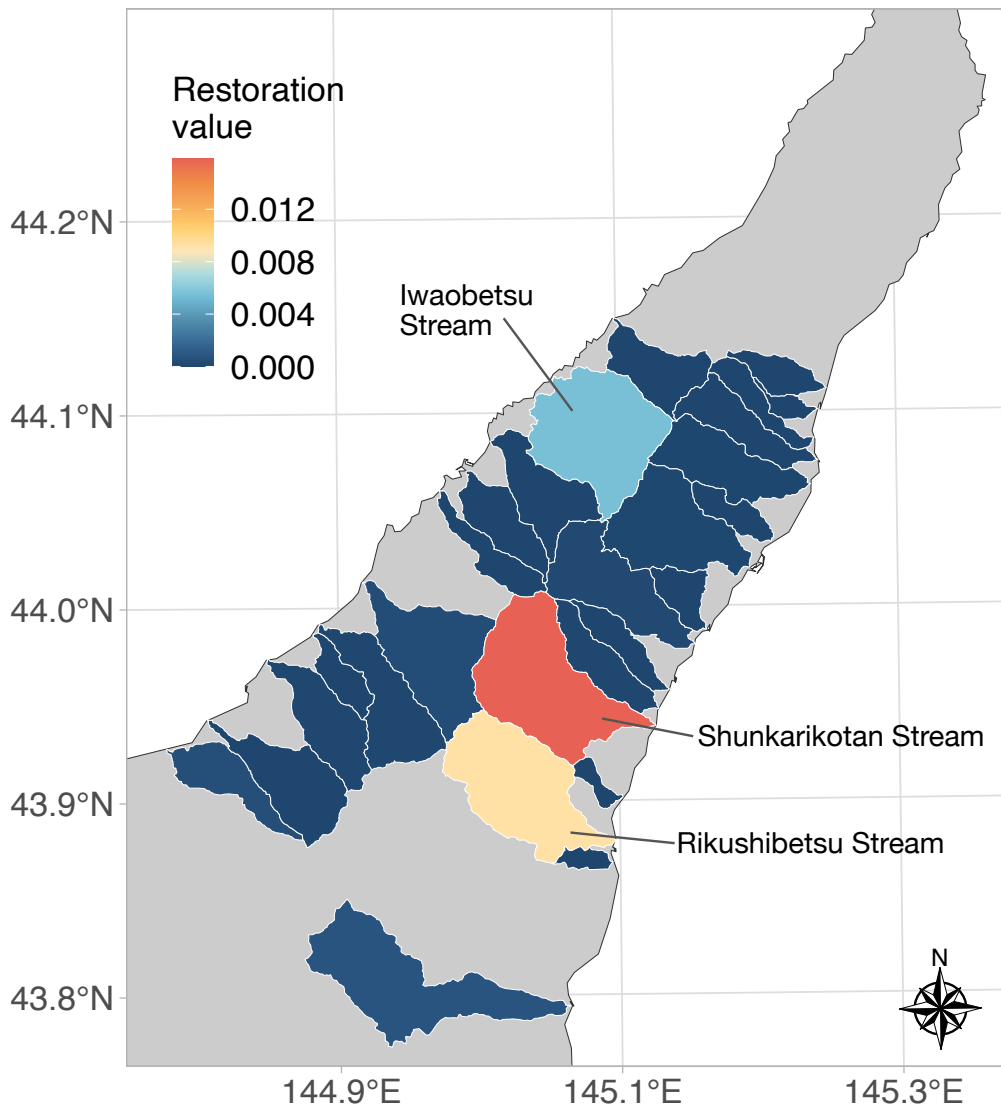 Restoration
value
0.012
0.008
0.004
0.000
44.2°N
44.1°N
44.0°N
43.9°N
43.8°N
Iwaobetsu
Stream
Shunkarikotan Stream
Rikushibetsu Stream
N
144.9°E
145.1°E
145.3°E